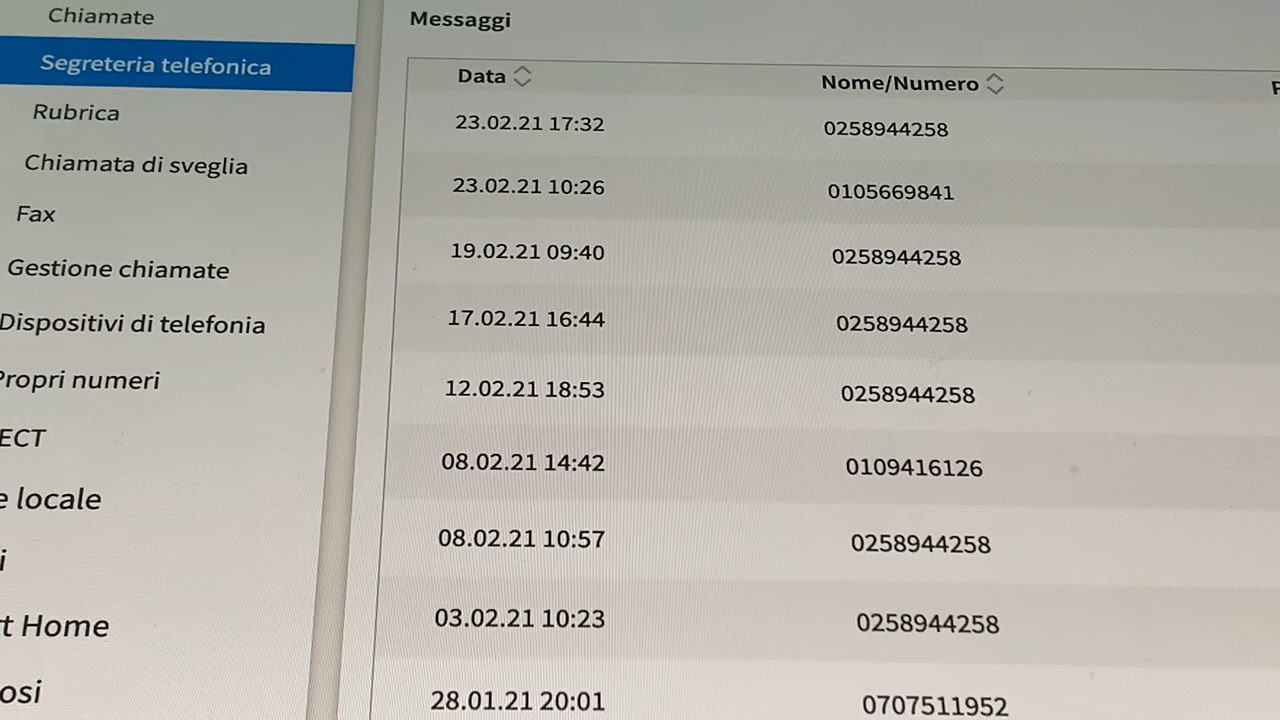 Chiamate
Segreteria telefonica
Rubrica
Chiamata di sveglia
Fax
Gestione chiamate
Dispositivi di telefonia
Propri numeri
ECT
e locale
i
t Home
osi
Messaggi
Data Nome/Numero
23.02.21 17:32 0258944258
23.02.21 10:26 0105669841
19.02.21 09:40 0258944258
17.02.21 16:44 0258944258
12.02.21 18:53 0258944258
08.02.21 14:42 0109416126
08.02.21 10:57 0258944258
03.02.21 10:23 0258944258
28.01.21 20:01 0707511952